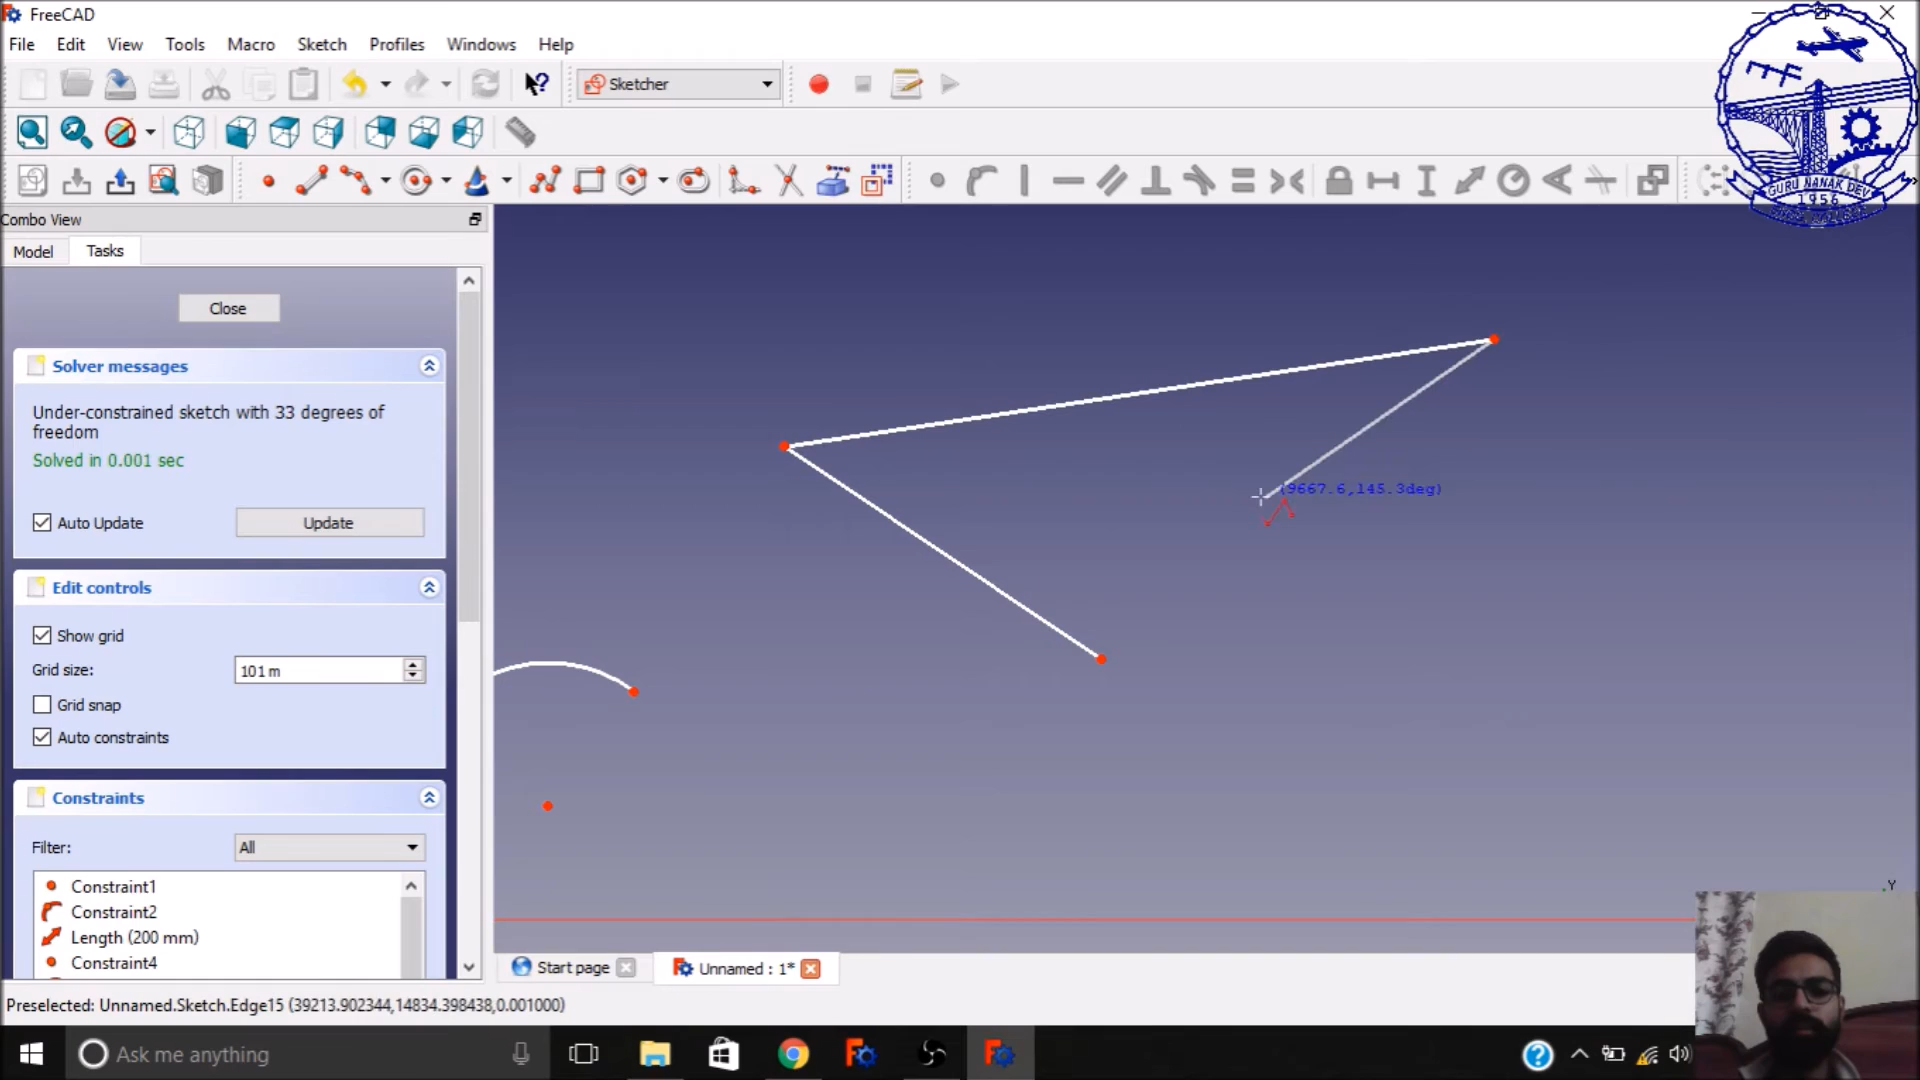 FreeCAD
File Edit View Tools Macro Sketch Profiles Windows Help
Sketcher
GURU NANAK DEV
1956
Combo View
Model Tasks
Close
Solver messages
Under-constrained sketch with 33 degrees of
freedom
Solved in 0.001 sec
Auto Update Update
Edit controls
Show grid
Grid size: 101 m
Grid snap
Auto constraints
Constraints
Filter: All
Constraint1
Constraint2
Length (200 mm)
Constraint4
(9667.6,145.3deg)
Y
Start page Unnamed : 1*
Preselected: Unnamed.Sketch.Edge15 (39213.902344,14834.398438,0.001000)
Ask me anything